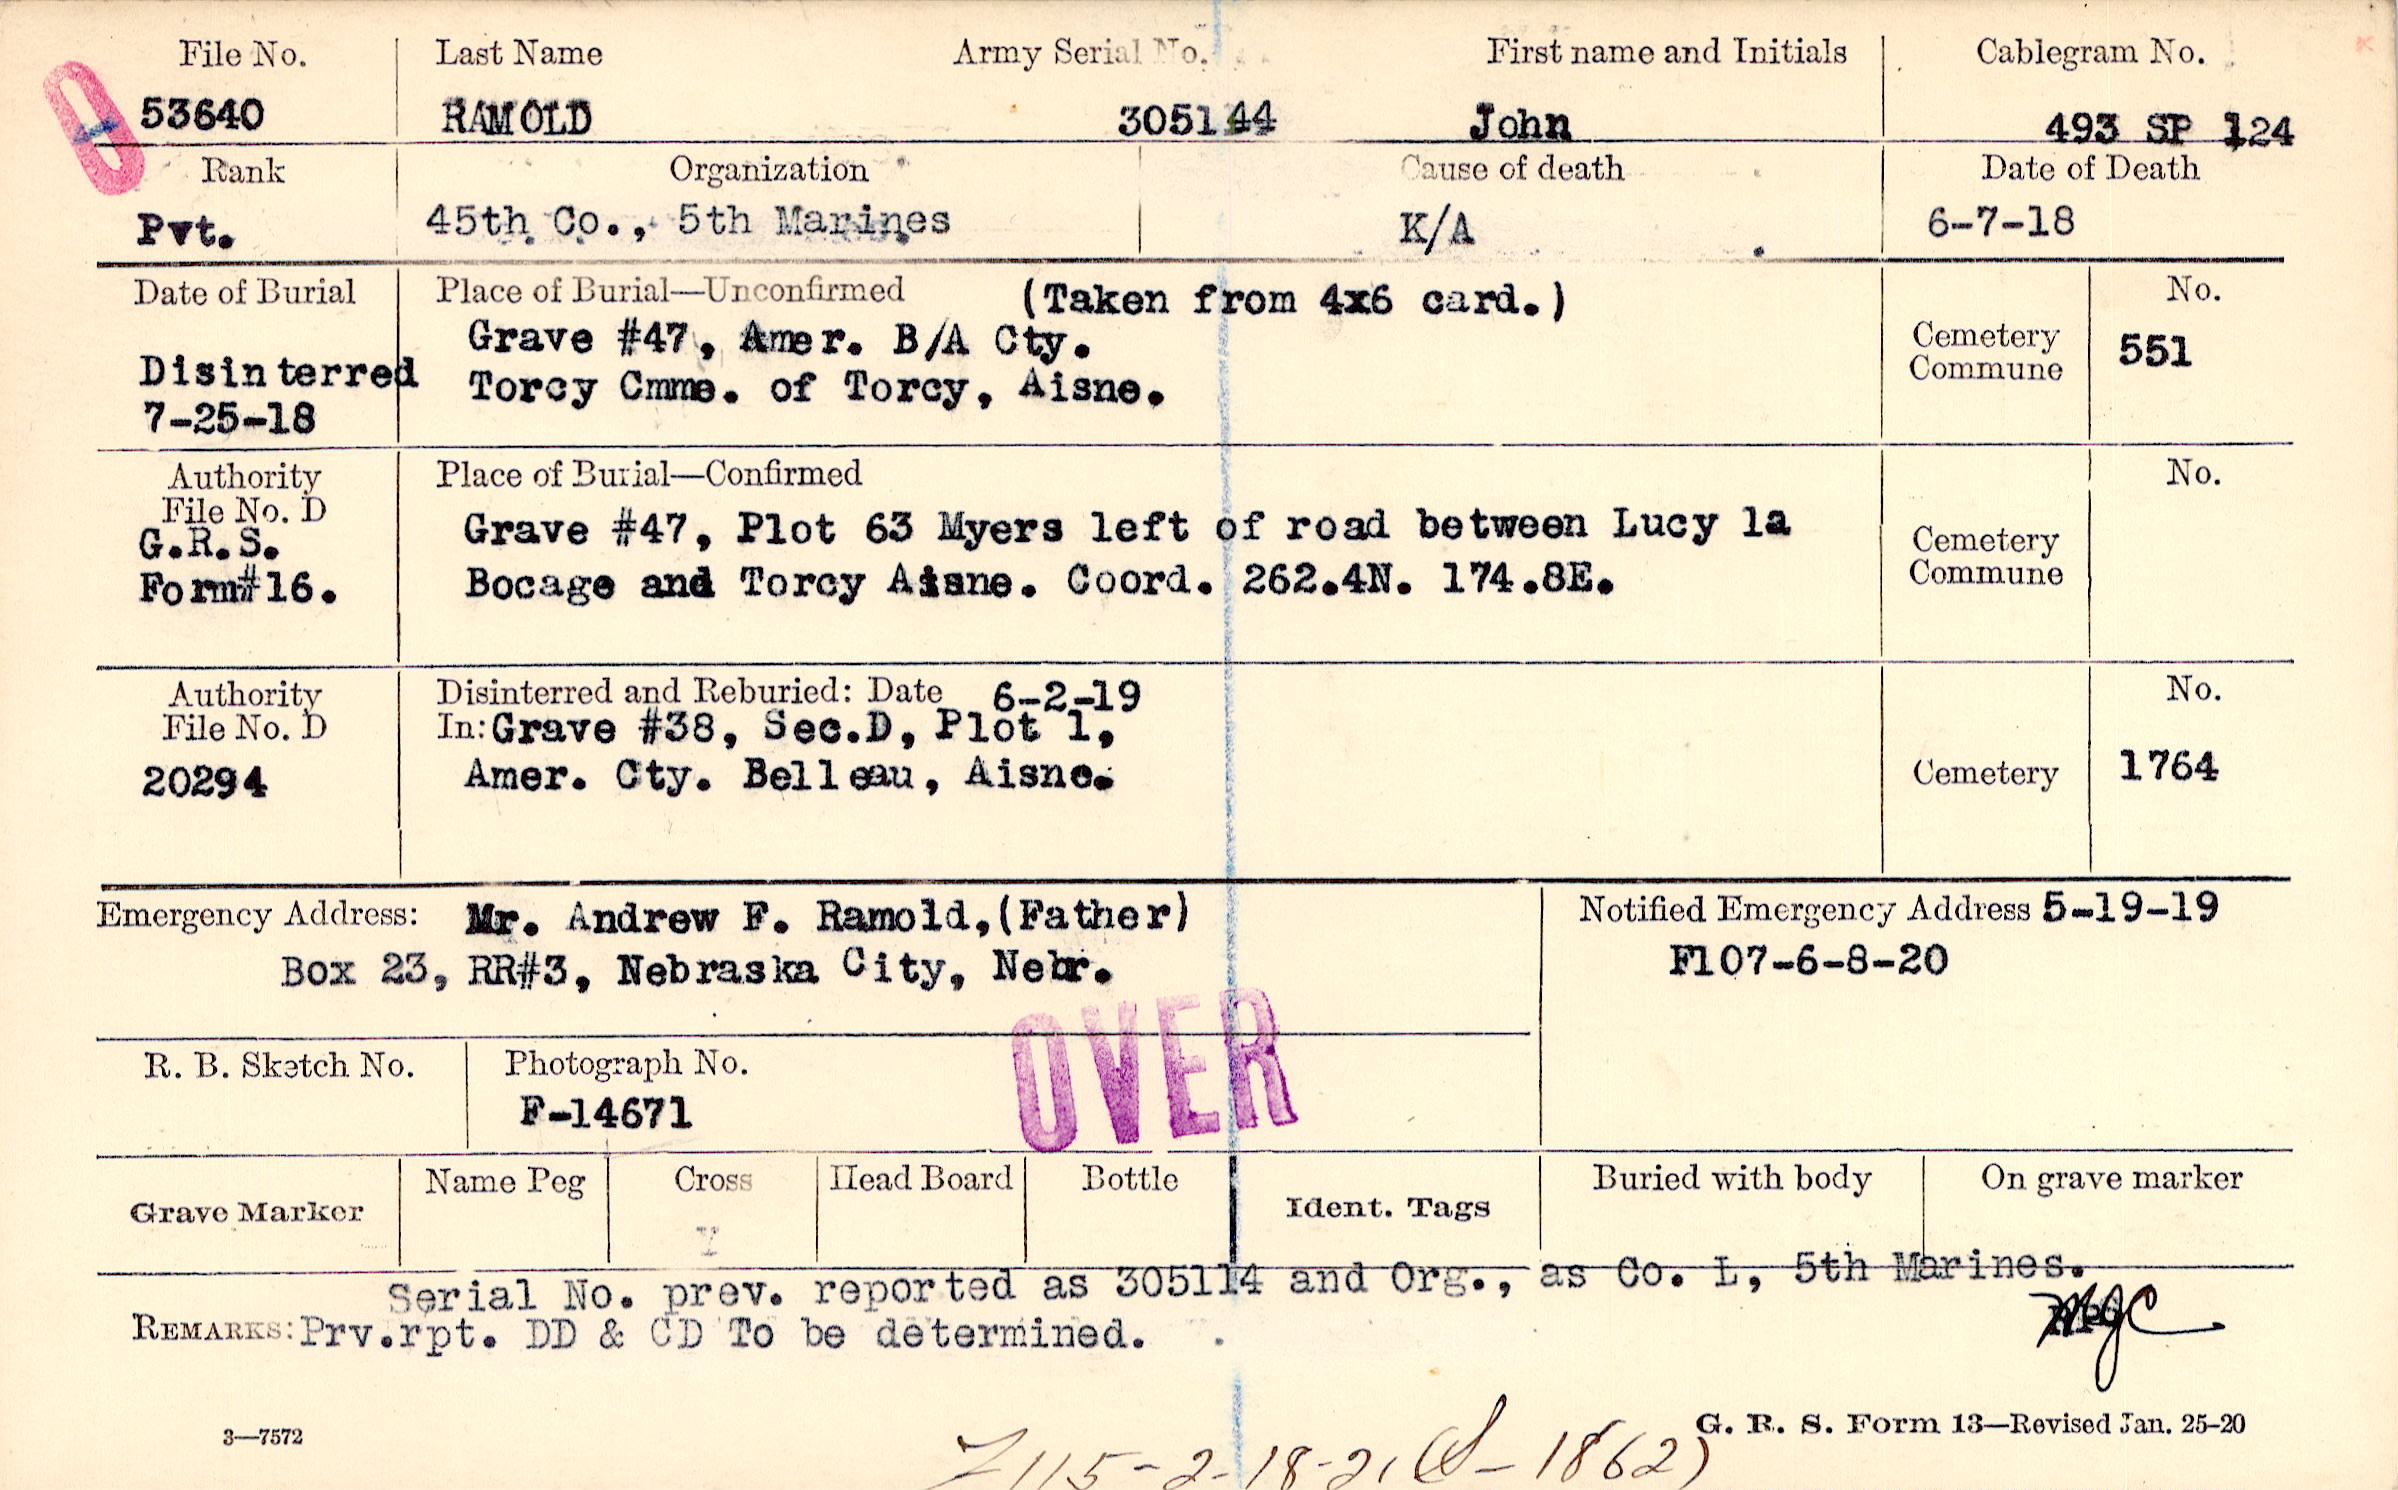 File No. Last Name Army Serial No. First name and Initials Cablegram No.
53640 RAMOLD 305144 John 493 SP 124
Rank Organization Cause of death Date of Death
Pvt. 45th Co., 5th Marines K/A 6-7-18
Date of Burial Place of Burial—Unconfirmed (Taken from 4x6 card.) No.
Grave #47, Amer. B/A Cty. Cemetery
Disinterred Torcy Cmme. of Torcy, Aisne. Commune 551
7-25-18
Authority Place of Burial—Confirmed No.
File No. D
G.R.S. Grave #47, Plot 63 Myers left of road between Lucy la Cemetery
Form#16. Bocage and Torcy Aisne. Coord. 262.4N. 174.8E. Commune
Authority Disinterred and Reburied: Date 6-2-19 No.
File No. D In: Grave #38, Sec.D, Plot 1,
20294 Amer. Cty. Belleau, Aisne. Cemetery 1764
Emergency Address: Mr. Andrew F. Ramold,(Father) Notified Emergency Address 5-19-19
Box 23, RR#3, Nebraska City, Nebr. F107-6-8-20
OVER
R. B. Sketch No. Photograph No.
F-14671
Grave Marker Name Peg Cross Head Board Bottle Ident. Tags Buried with body On grave marker
Serial No. prev. reported as 305114 and Org., as Co. L, 5th Marines.
REMARKS: Prv.rpt. DD & CD To be determined.
MJC
3—7572 G. R. S. Form 13—Revised Jan. 25-20
115-2-18-21 (S-1862)